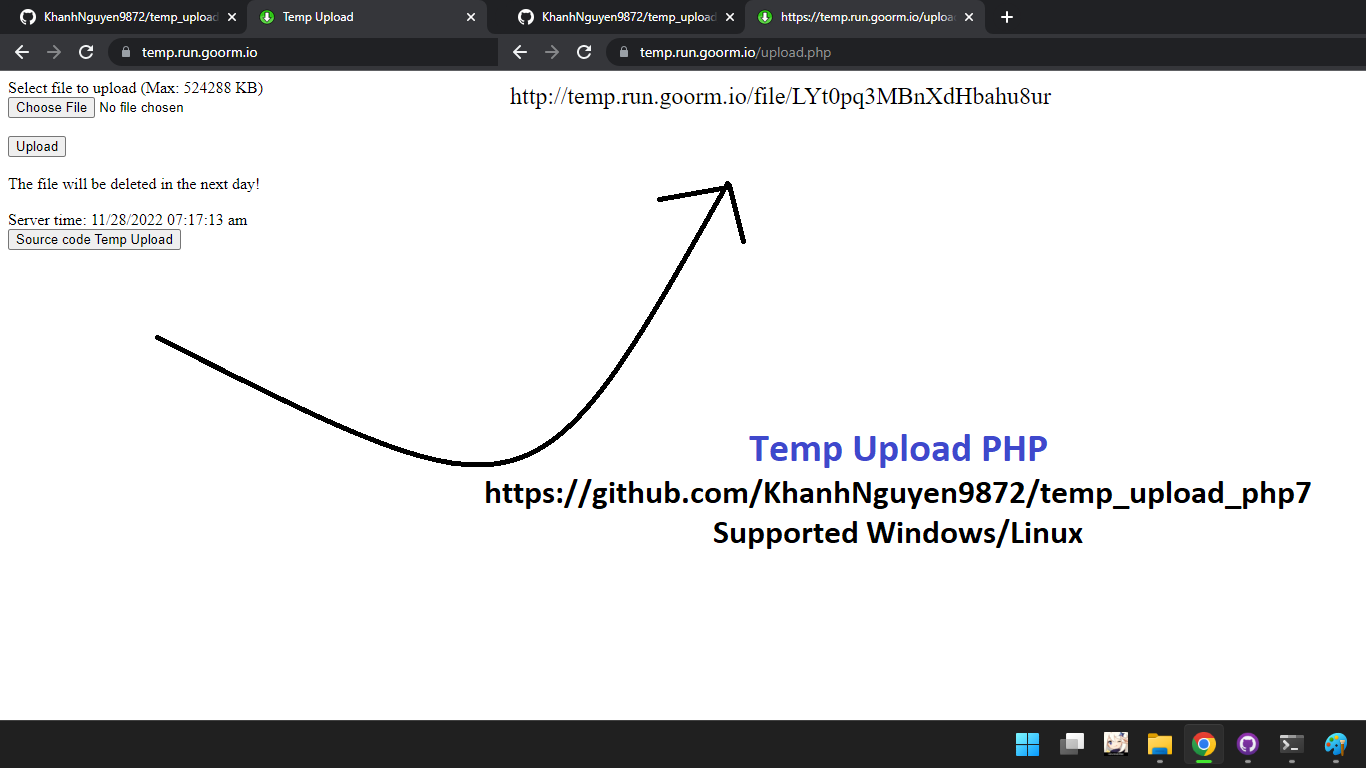 KhanhNguyen9872/temp_upload
Temp Upload
KhanhNguyen9872/temp_upload
https://temp.run.goorm.io/uploa
temp.run.goorm.io
temp.run.goorm.io/upload.php
Select file to upload (Max: 524288 KB)
Choose File No file chosen
Upload
The file will be deleted in the next day!
Server time: 11/28/2022 07:17:13 am
Source code Temp Upload
http://temp.run.goorm.io/file/LYt0pq3MBnXdHbahu8ur
Temp Upload PHP
https://github.com/KhanhNguyen9872/temp_upload_php7
Supported Windows/Linux